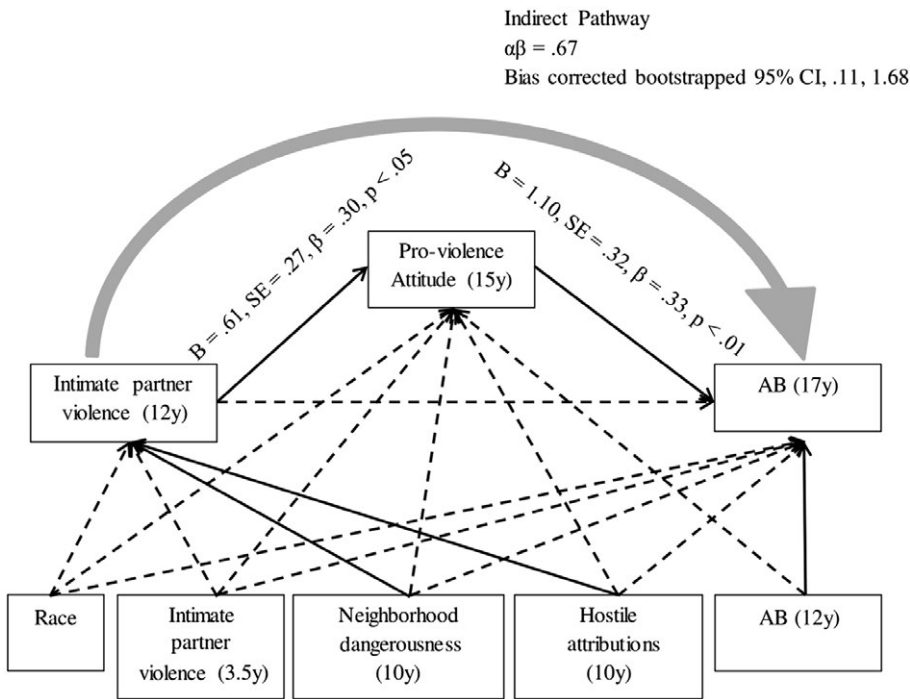 Indirect Pathway
αβ = .67
Bias corrected bootstrapped 95% CI, .11, 1.68
B = .61, SE = .27, β = .30, p < .05
B = 1.10, SE = .32, β = .33, p < .01
Pro-violence
Attitude (15y)
Intimate partner
violence (12y)
AB (17y)
Race
Intimate
partner
violence (3.5y)
Neighborhood
dangerousness
(10y)
Hostile
attributions
(10y)
AB (12y)